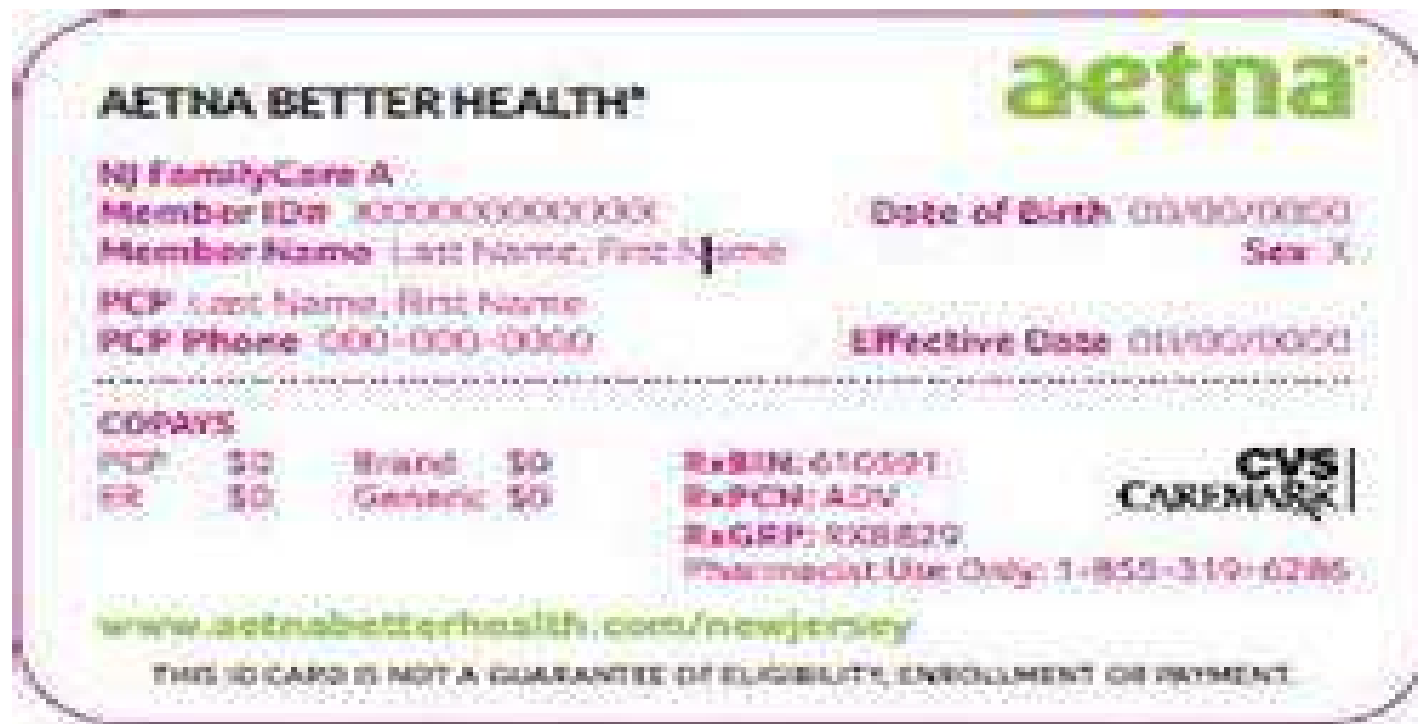 aetna
AETNA BETTER HEALTH®
NJ FamilyCare A
Member ID# XXXXXXXXXXXXX Date of Birth 00/00/0000
Member Name Last Name, First Name Sex X
PCP Last Name, First Name
PCP Phone 000-000-0000 Effective Date 00/00/0000
COPAYS
PCP $0 Brand $0 RxBIN: 610591
ER $0 Generic $0 RxPCN: ADV
CVS
CAREMARK
RxGRP: RX8829
Pharmacist Use Only: 1-855-319-6286
www.aetnabetterhealth.com/newjersey
THIS ID CARD IS NOT A GUARANTEE OF ELIGIBILITY, ENROLLMENT OR PAYMENT.